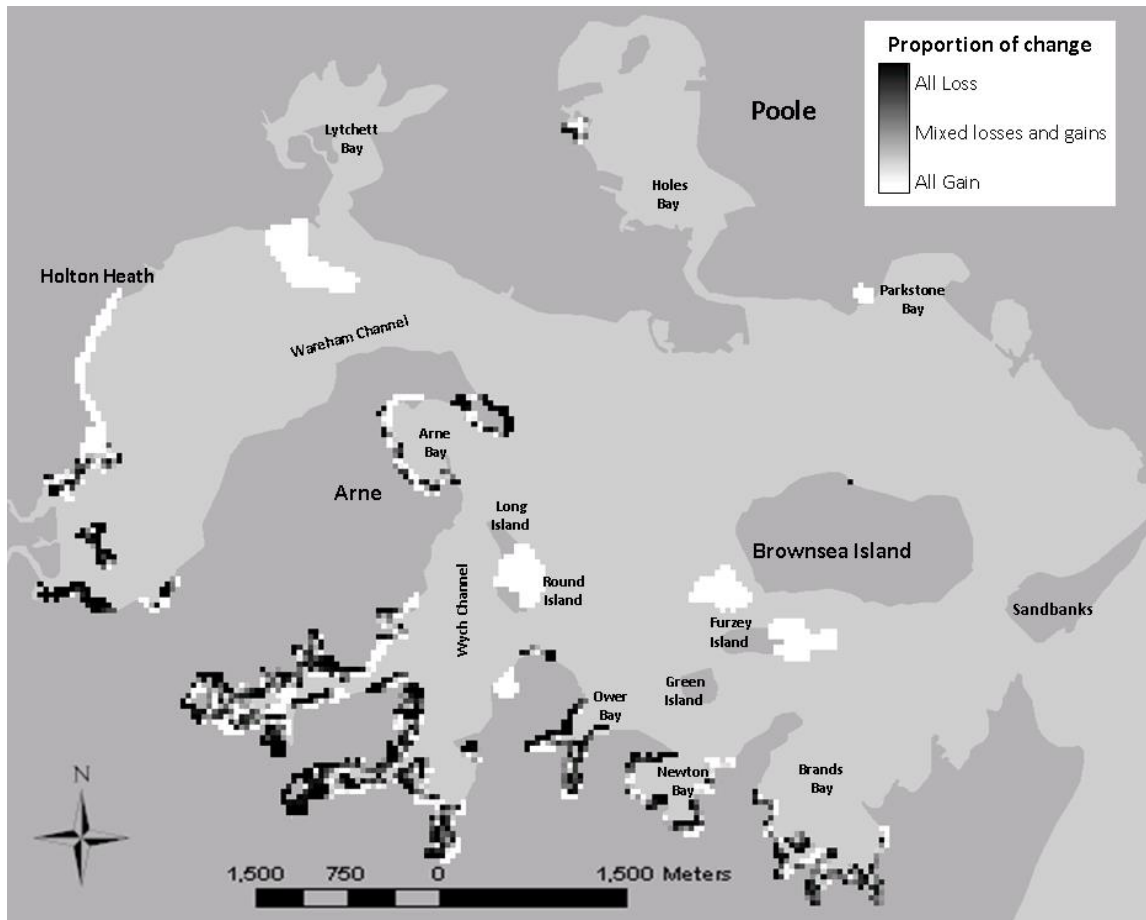 Proportion of change
All Loss
Mixed losses and gains
All Gain
Poole
Lytchett
Bay
Holes
Bay
Holton Heath
Parkstone
Bay
Wareham Channel
Arne
Bay
Arne
Long
Island
Brownsea Island
Round
Island
Wych Channel
Sandbanks
Furzey
Island
Green
Island
Ower
Bay
Newton
Bay
Brands
Bay
N
1,500 750 0 1,500 Meters